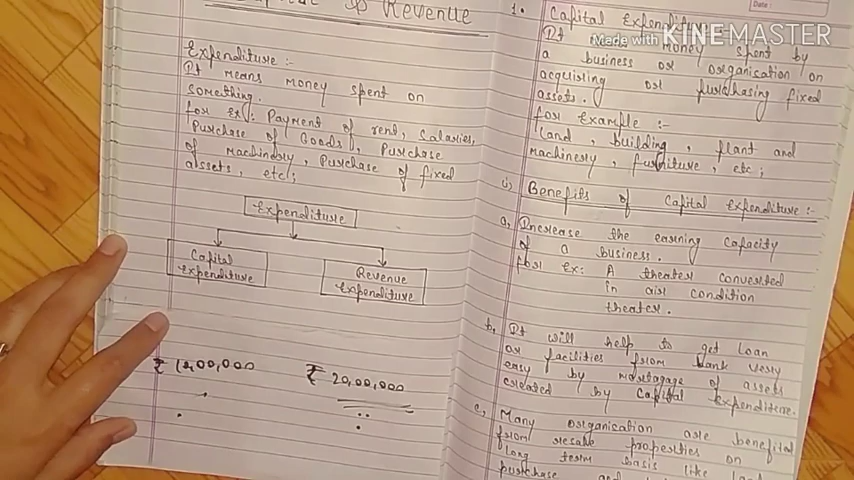 & Revenue
Expenditure :-
It means money spent on
something.
for Ex: Payment of rent, Salaries,
Purchase of Goods, Purchase
of machinery, Purchase of fixed
assets, etc;
Expenditure
Capital
Expenditure
Revenue
Expenditure
₹ 20,00,000
Date :
1. Capital Expenditure
Made with KINEMASTER
It money spent by
a business or organisation on
acquiring or purchasing fixed
assets.
for Example :-
Land, building, plant and
machinery, furniture, etc;
i) Benefits of Capital Expenditure :-
a, Increase the earning capacity
of a business.
for Ex: A theater converted
in air condition
theater.
b, It will help to get loan
or facilities from bank very
easy by mortagage of assets
created by Capital Expenditure.
c, Many organication are benefited
from resale properties on
long term basis like
purchase